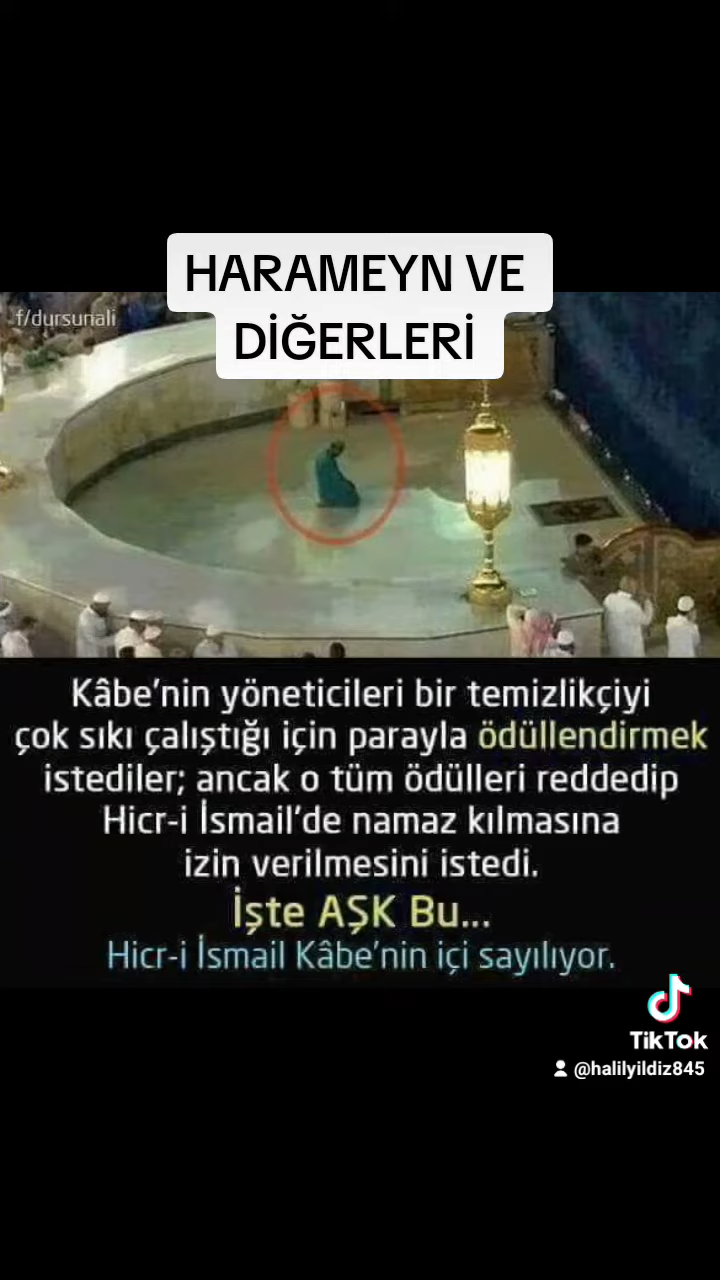 HARAMEYN VE
DİĞERLERİ
f/dursunali
Kâbe'nin yöneticileri bir temizlikçiyi
çok sıkı çalıştığı için parayla ödüllendirmek
istediler; ancak o tüm ödülleri reddedip
Hicr-i İsmail'de namaz kılmasına
izin verilmesini istedi.
İşte AŞK Bu...
Hicr-i İsmail Kâbe'nin içi sayılıyor.
TikTok
@halilyildiz845